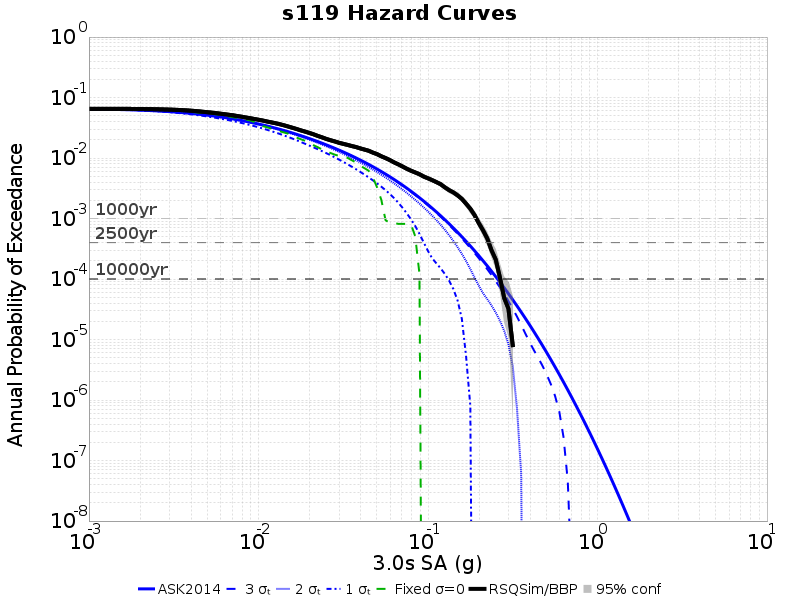 s119 Hazard Curves
Annual Probability of Exceedance
10^0
10^-1
10^-2
10^-3
10^-4
10^-5
10^-6
10^-7
10^-8
1000yr
2500yr
10000yr
10^-3 10^-2 10^-1 10^0 10^1
3.0s SA (g)
ASK2014 3 σₜ 2 σₜ 1 σₜ Fixed σ=0 RSQSim/BBP 95% conf